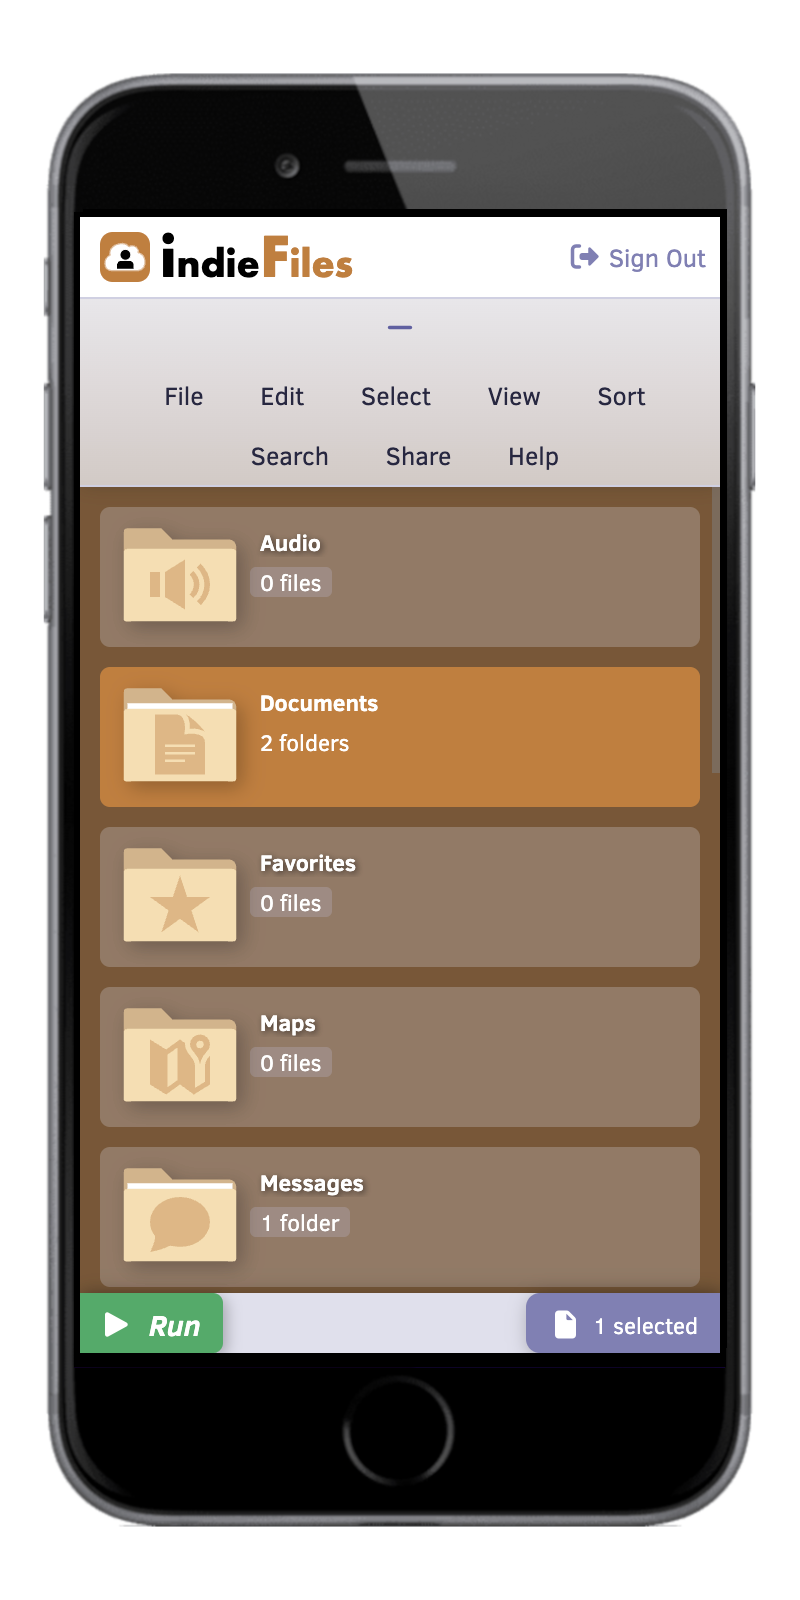 indieFiles
Sign Out
File Edit Select View Sort
Search Share Help
Audio
0 files
Documents
2 folders
Favorites
0 files
Maps
0 files
Messages
1 folder
Run
1 selected